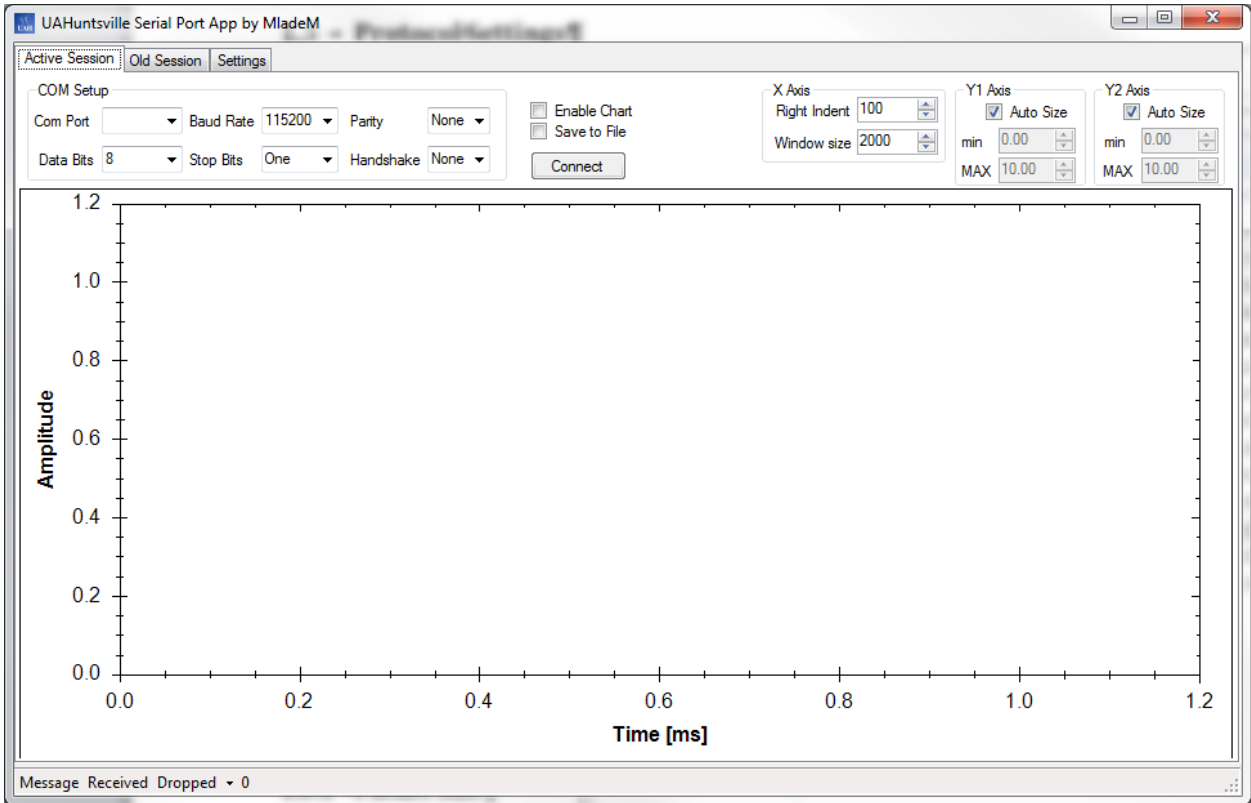 UAHuntsville Serial Port App by MladeM
Active Session Old Session Settings
COM Setup
Com Port Baud Rate 115200 Parity None
Data Bits 8 Stop Bits One Handshake None
Enable Chart
Save to File
Connect
X Axis
Right Indent 100
Window size 2000
Y1 Axis
Auto Size
min 0.00
MAX 10.00
Y2 Axis
Auto Size
min 0.00
MAX 10.00
1.2
1.0
0.8
0.6
0.4
0.2
0.0
Amplitude
0.0 0.2 0.4 0.6 0.8 1.0 1.2
Time [ms]
Message Received Dropped 0